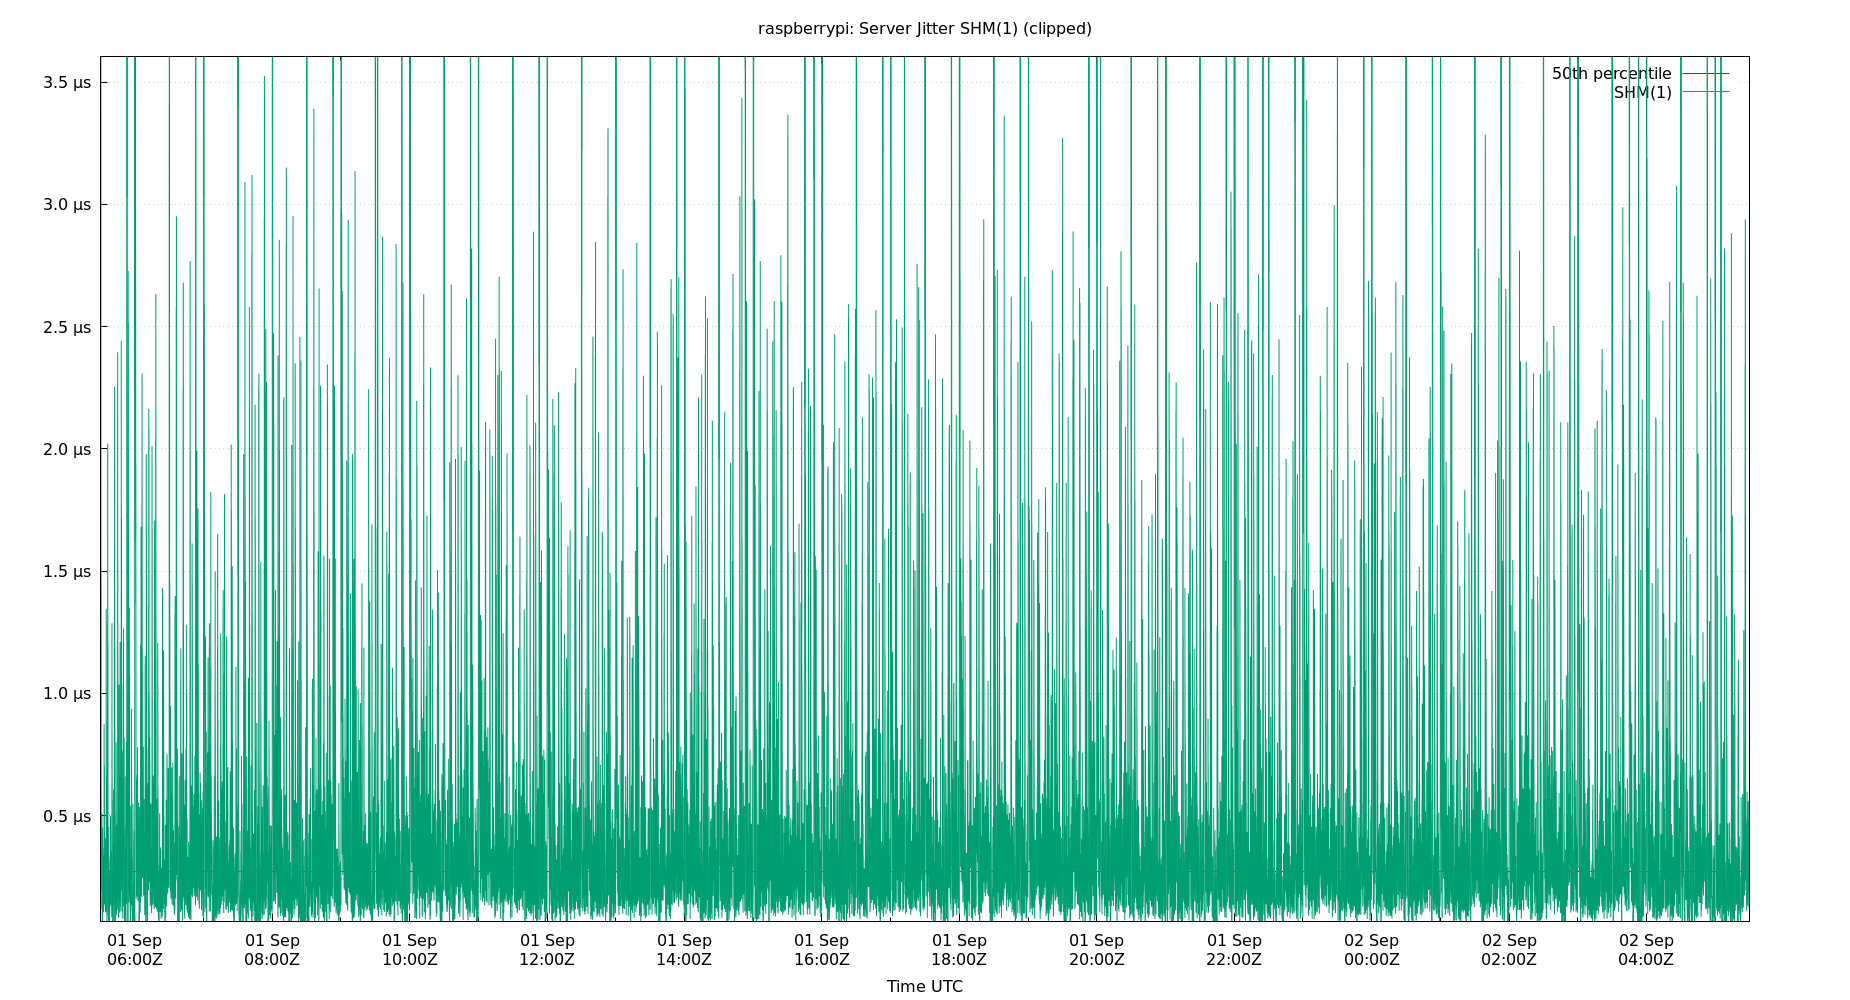 raspberrypi: Server Jitter SHM(1) (clipped)
50th percentile
SHM(1)
3.5 µs
3.0 µs
2.5 µs
2.0 µs
1.5 µs
1.0 µs
0.5 µs
01 Sep 01 Sep 01 Sep 01 Sep 01 Sep 01 Sep 01 Sep 01 Sep 01 Sep 02 Sep 02 Sep 02 Sep
06:00Z 08:00Z 10:00Z 12:00Z 14:00Z 16:00Z 18:00Z 20:00Z 22:00Z 00:00Z 02:00Z 04:00Z
Time UTC